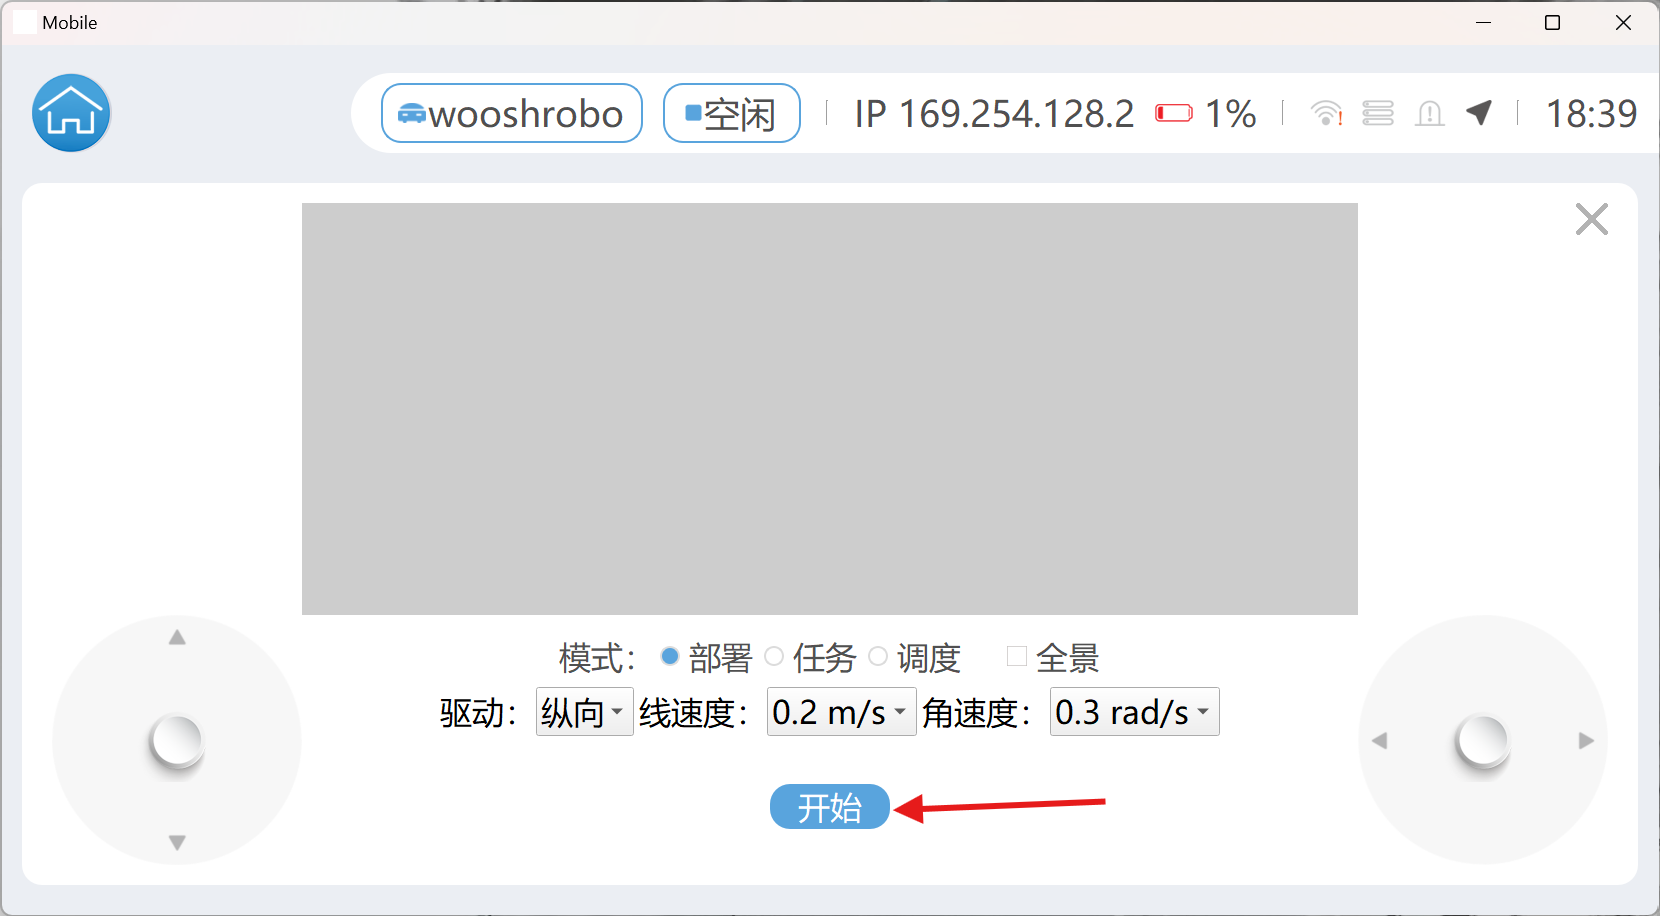 Mobile
wooshrobo 空闲 IP 169.254.128.2 1% 18:39
模式： 部署 任务 调度 全景
驱动： 纵向 线速度： 0.2 m/s 角速度： 0.3 rad/s
开始